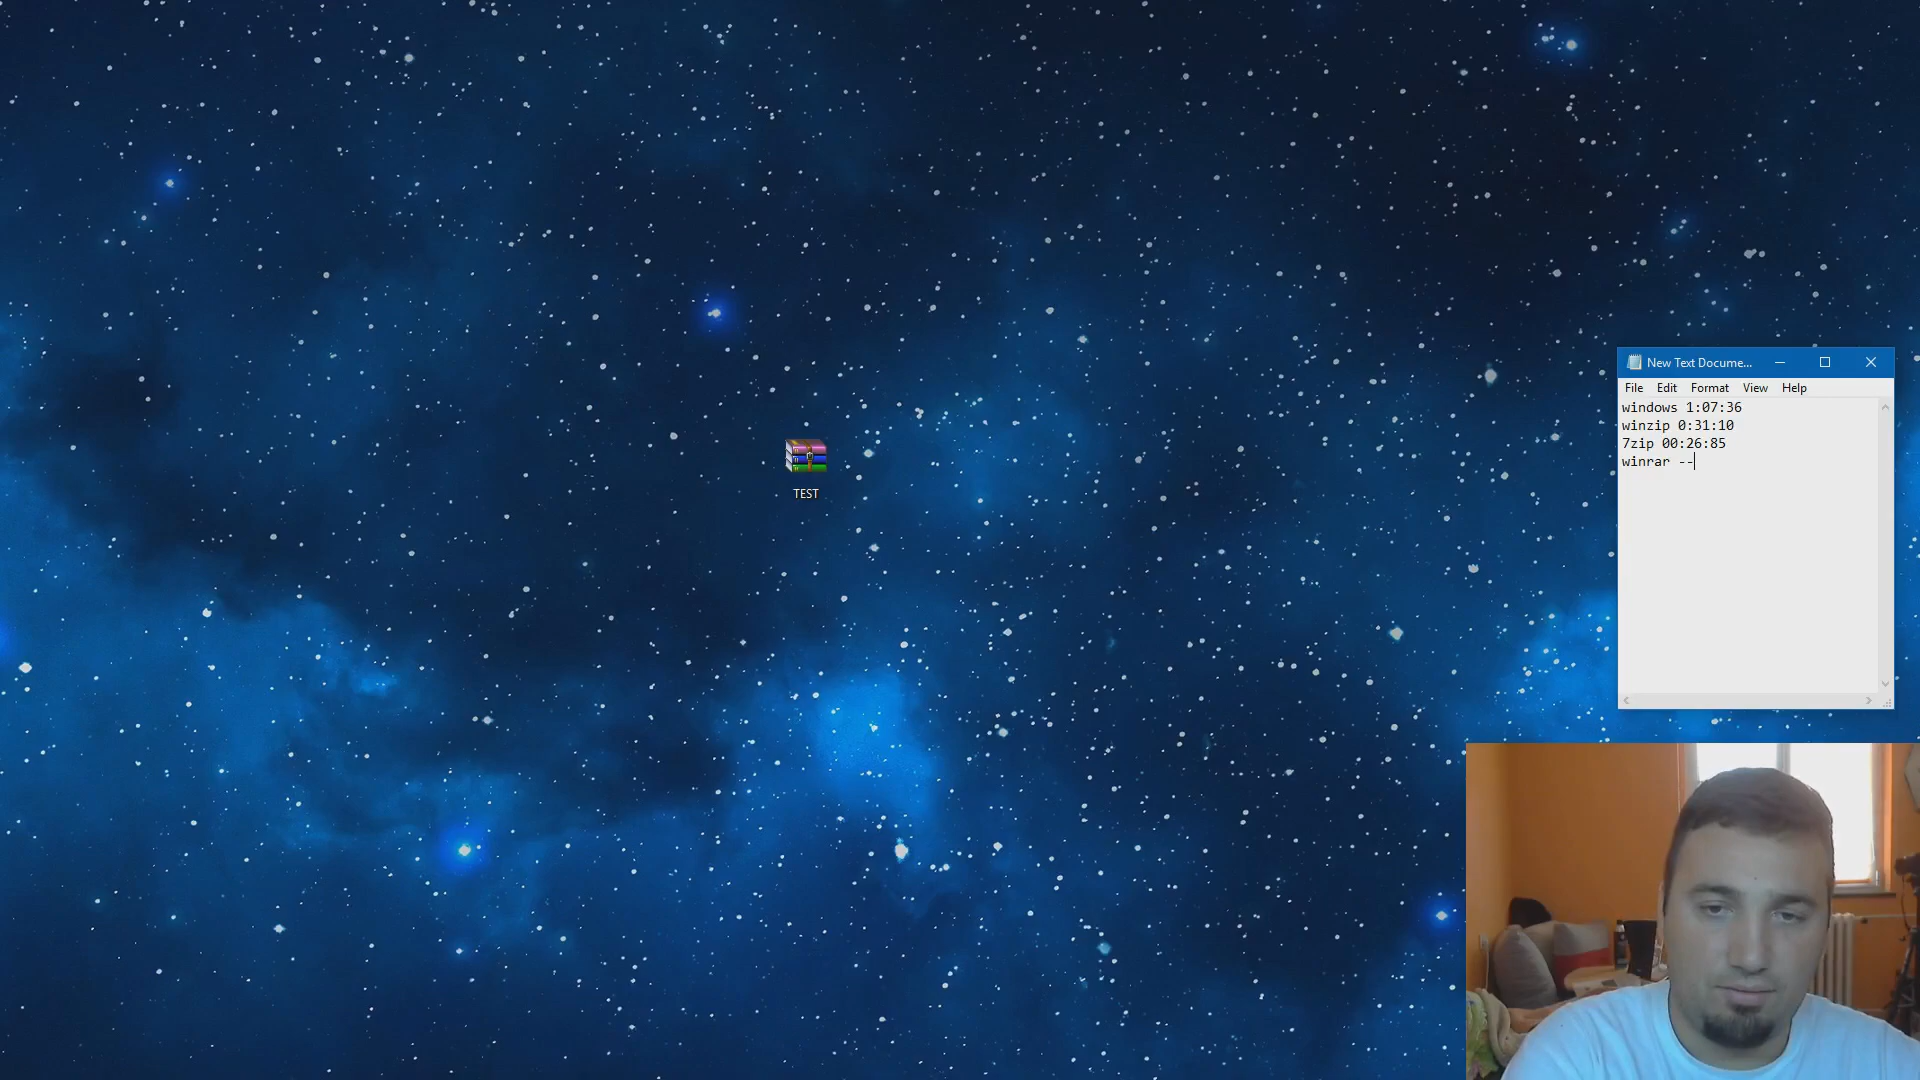 New Text Docume...
File Edit Format View Help
windows 1:07:36
winzip 0:31:10
7zip 00:26:85
winrar --
TEST